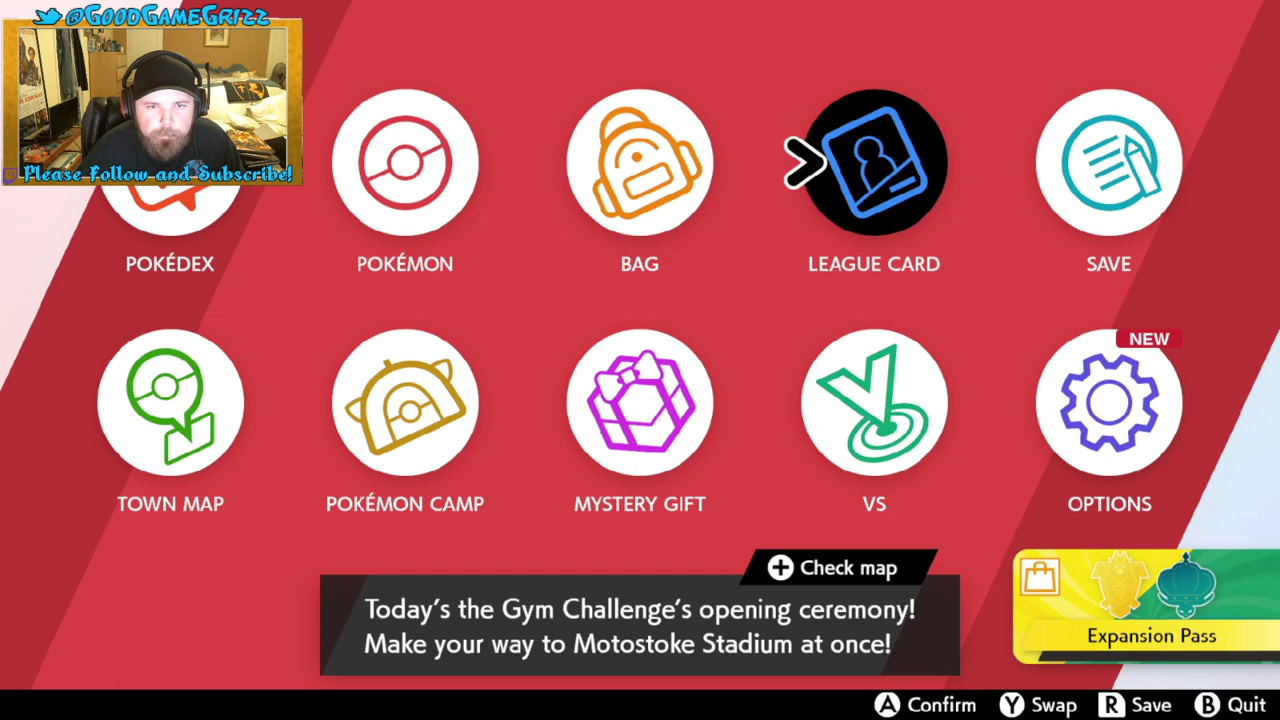 @GoodGameGrizz
Please Follow and Subscribe!
POKÉDEX
POKÉMON
BAG
LEAGUE CARD
SAVE
NEW
TOWN MAP
POKÉMON CAMP
MYSTERY GIFT
VS
OPTIONS
Check map
Today's the Gym Challenge's opening ceremony!
Make your way to Motostoke Stadium at once!
Expansion Pass
A Confirm
Y Swap
R Save
B Quit